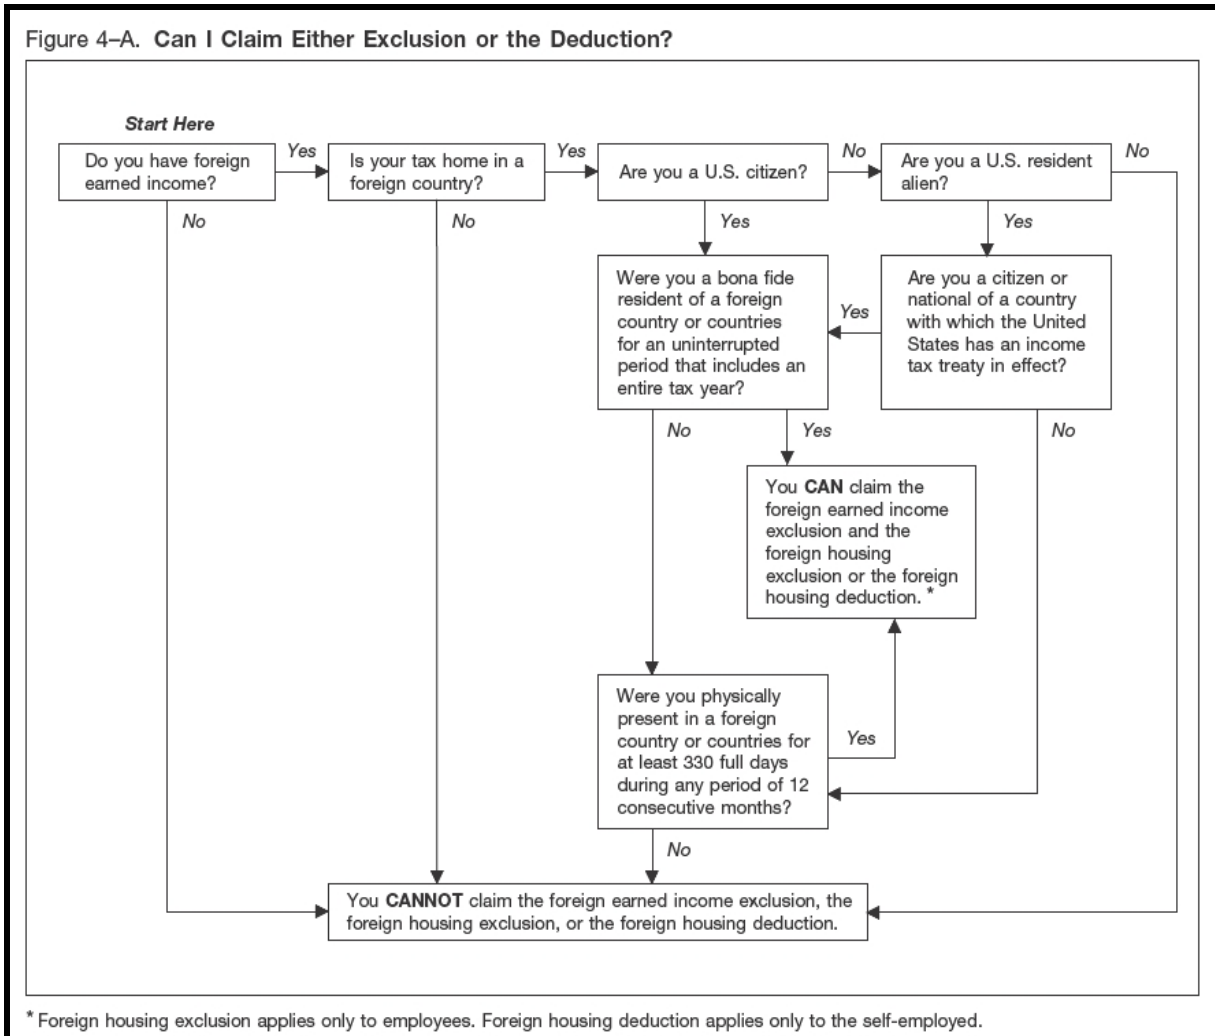 Figure 4–A. Can I Claim Either Exclusion or the Deduction?
Start Here
Do you have foreign
earned income?
Yes
Is your tax home in a
foreign country?
Yes
Are you a U.S. citizen?
No
Are you a U.S. resident
alien?
No
No
No
Yes
Yes
Were you a bona fide
resident of a foreign
country or countries
for an uninterrupted
period that includes an
entire tax year?
Yes
Are you a citizen or
national of a country
with which the United
States has an income
tax treaty in effect?
No
Yes
No
You CAN claim the
foreign earned income
exclusion and the
foreign housing
exclusion or the foreign
housing deduction. *
Were you physically
present in a foreign
country or countries for
at least 330 full days
during any period of 12
consecutive months?
Yes
No
You CANNOT claim the foreign earned income exclusion, the
foreign housing exclusion, or the foreign housing deduction.
* Foreign housing exclusion applies only to employees. Foreign housing deduction applies only to the self-employed.